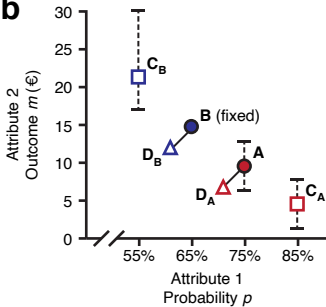 b
30
25
20
15
10
5
0
Attribute 2
Outcome m (€)
C_B
B (fixed)
D_B
A
D_A
C_A
55% 65% 75% 85%
Attribute 1
Probability p